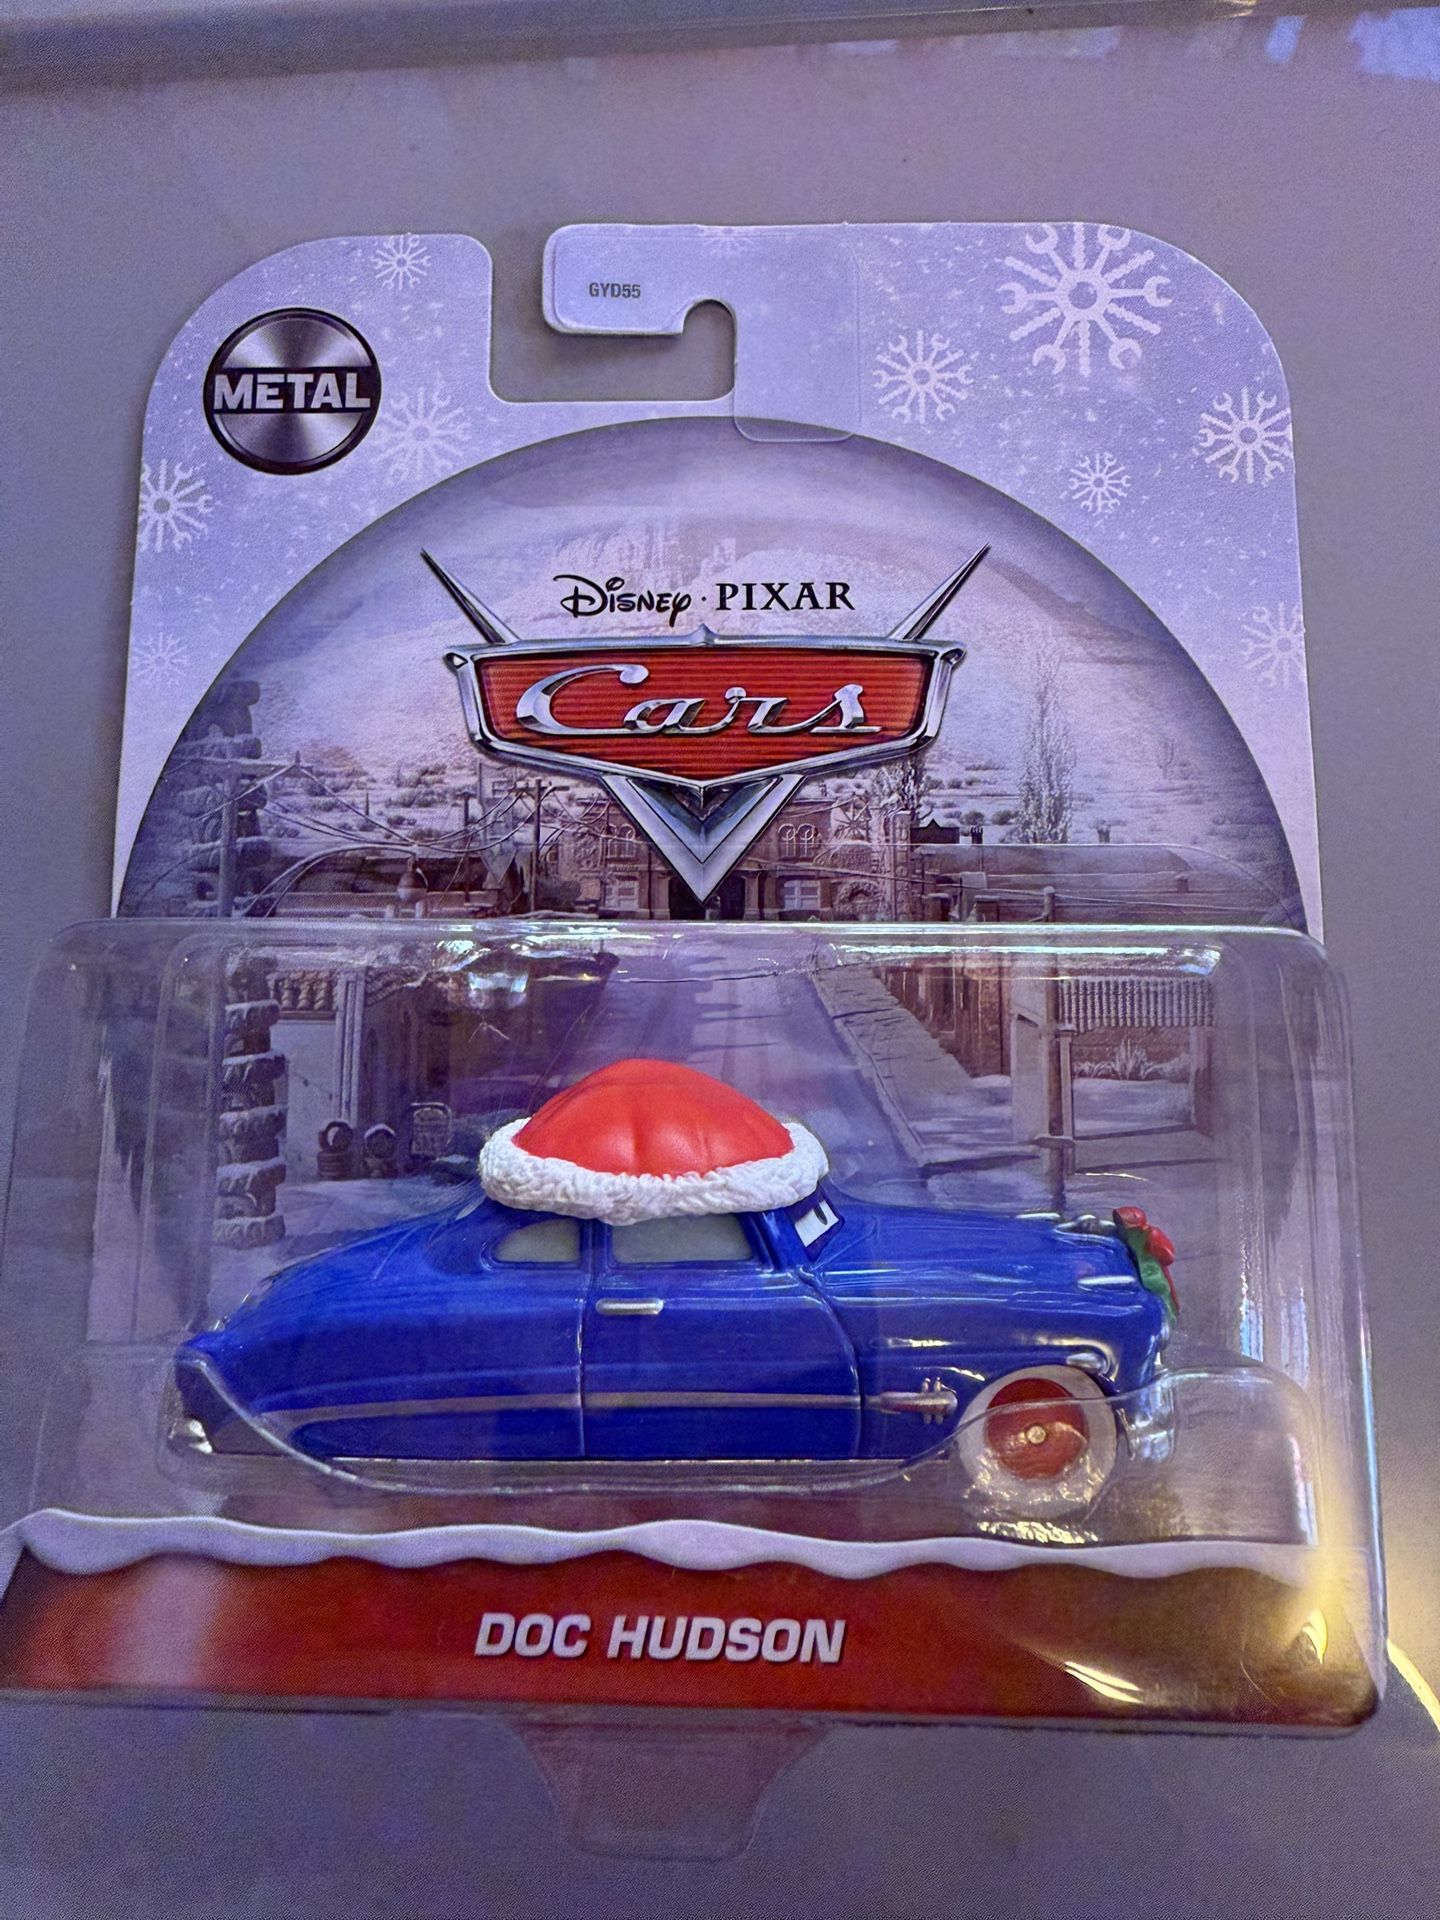 GYD55
METAL
Disney · PIXAR
Cars
DOC HUDSON